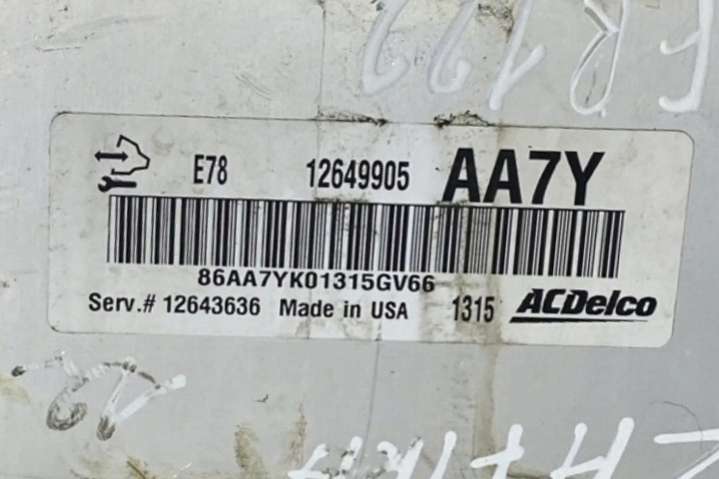 E78 12649905 AA7Y
86AA7YK01315GV66
Serv.# 12643636 Made in USA 1315 ACDelco